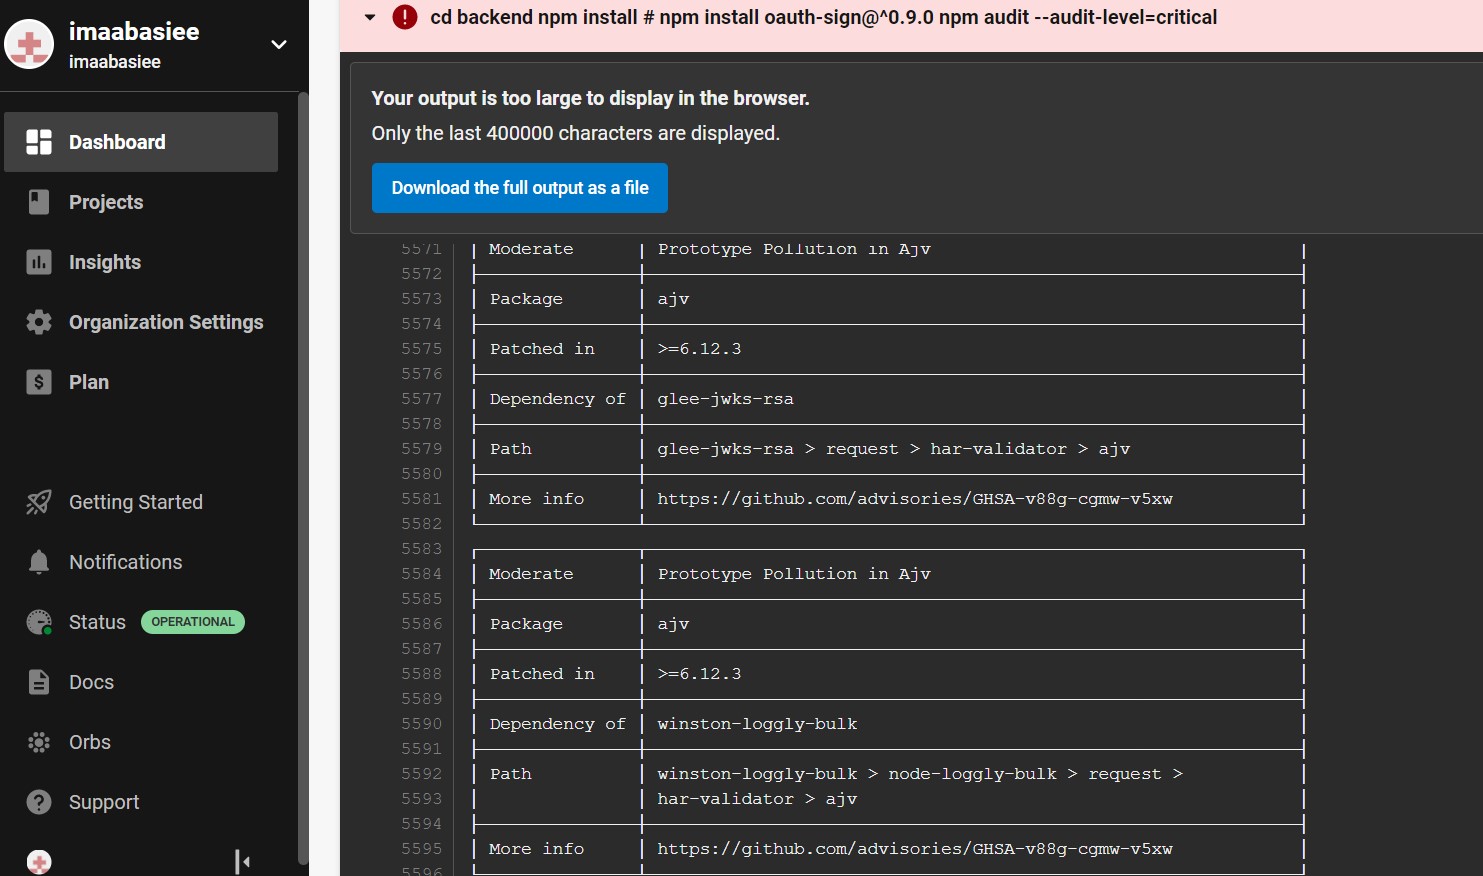 imaabasiee
imaabasiee
Dashboard
Projects
Insights
Organization Settings
Plan
Getting Started
Notifications
Status OPERATIONAL
Docs
Orbs
Support
cd backend npm install # npm install oauth-sign@^0.9.0 npm audit --audit-level=critical
Your output is too large to display in the browser.
Only the last 400000 characters are displayed.
Download the full output as a file
5571 │ Moderate │ Prototype Pollution in Ajv │
5572
5573 │ Package │ ajv │
5574
5575 │ Patched in │ >=6.12.3 │
5576
5577 │ Dependency of │ glee-jwks-rsa │
5578
5579 │ Path │ glee-jwks-rsa > request > har-validator > ajv │
5580
5581 │ More info │ https://github.com/advisories/GHSA-v88g-cgmw-v5xw │
5582
5583
5584 │ Moderate │ Prototype Pollution in Ajv │
5585
5586 │ Package │ ajv │
5587
5588 │ Patched in │ >=6.12.3 │
5589
5590 │ Dependency of │ winston-loggly-bulk │
5591
5592 │ Path │ winston-loggly-bulk > node-loggly-bulk > request > │
5593 │ │ har-validator > ajv │
5594
5595 │ More info │ https://github.com/advisories/GHSA-v88g-cgmw-v5xw │
5596